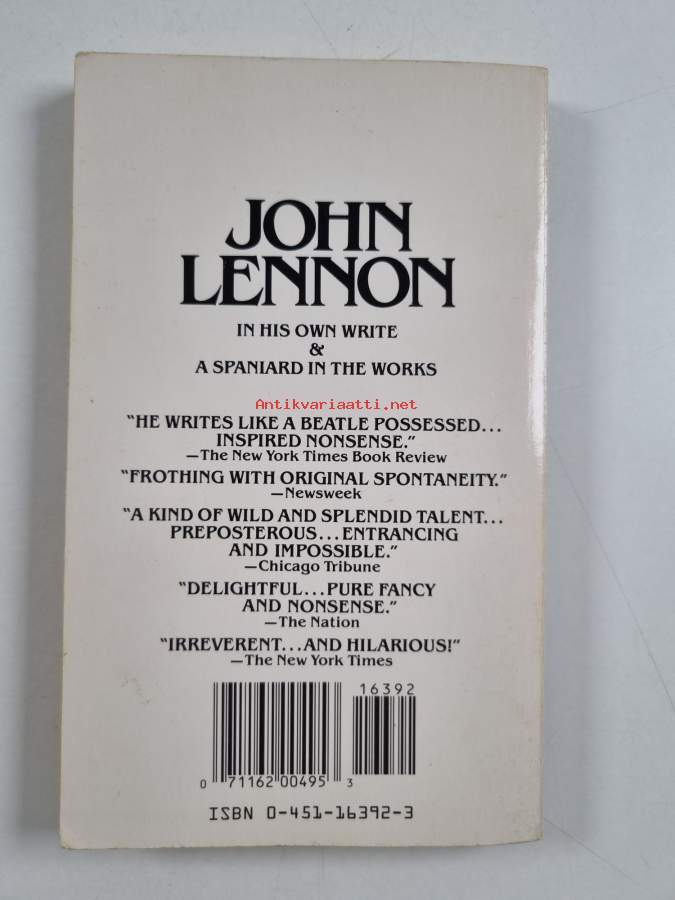 JOHN
LENNON
IN HIS OWN WRITE
&
A SPANIARD IN THE WORKS
Antikvariaatti.net
“HE WRITES LIKE A BEATLE POSSESSED...
INSPIRED NONSENSE.”
—The New York Times Book Review
“FROTHING WITH ORIGINAL SPONTANEITY.”
—Newsweek
“A KIND OF WILD AND SPLENDID TALENT...
PREPOSTEROUS...ENTRANCING
AND IMPOSSIBLE.”
—Chicago Tribune
“DELIGHTFUL...PURE FANCY
AND NONSENSE.”
—The Nation
“IRREVERENT...AND HILARIOUS!”
—The New York Times
16392
0 71162 00495 3
ISBN 0-451-16392-3